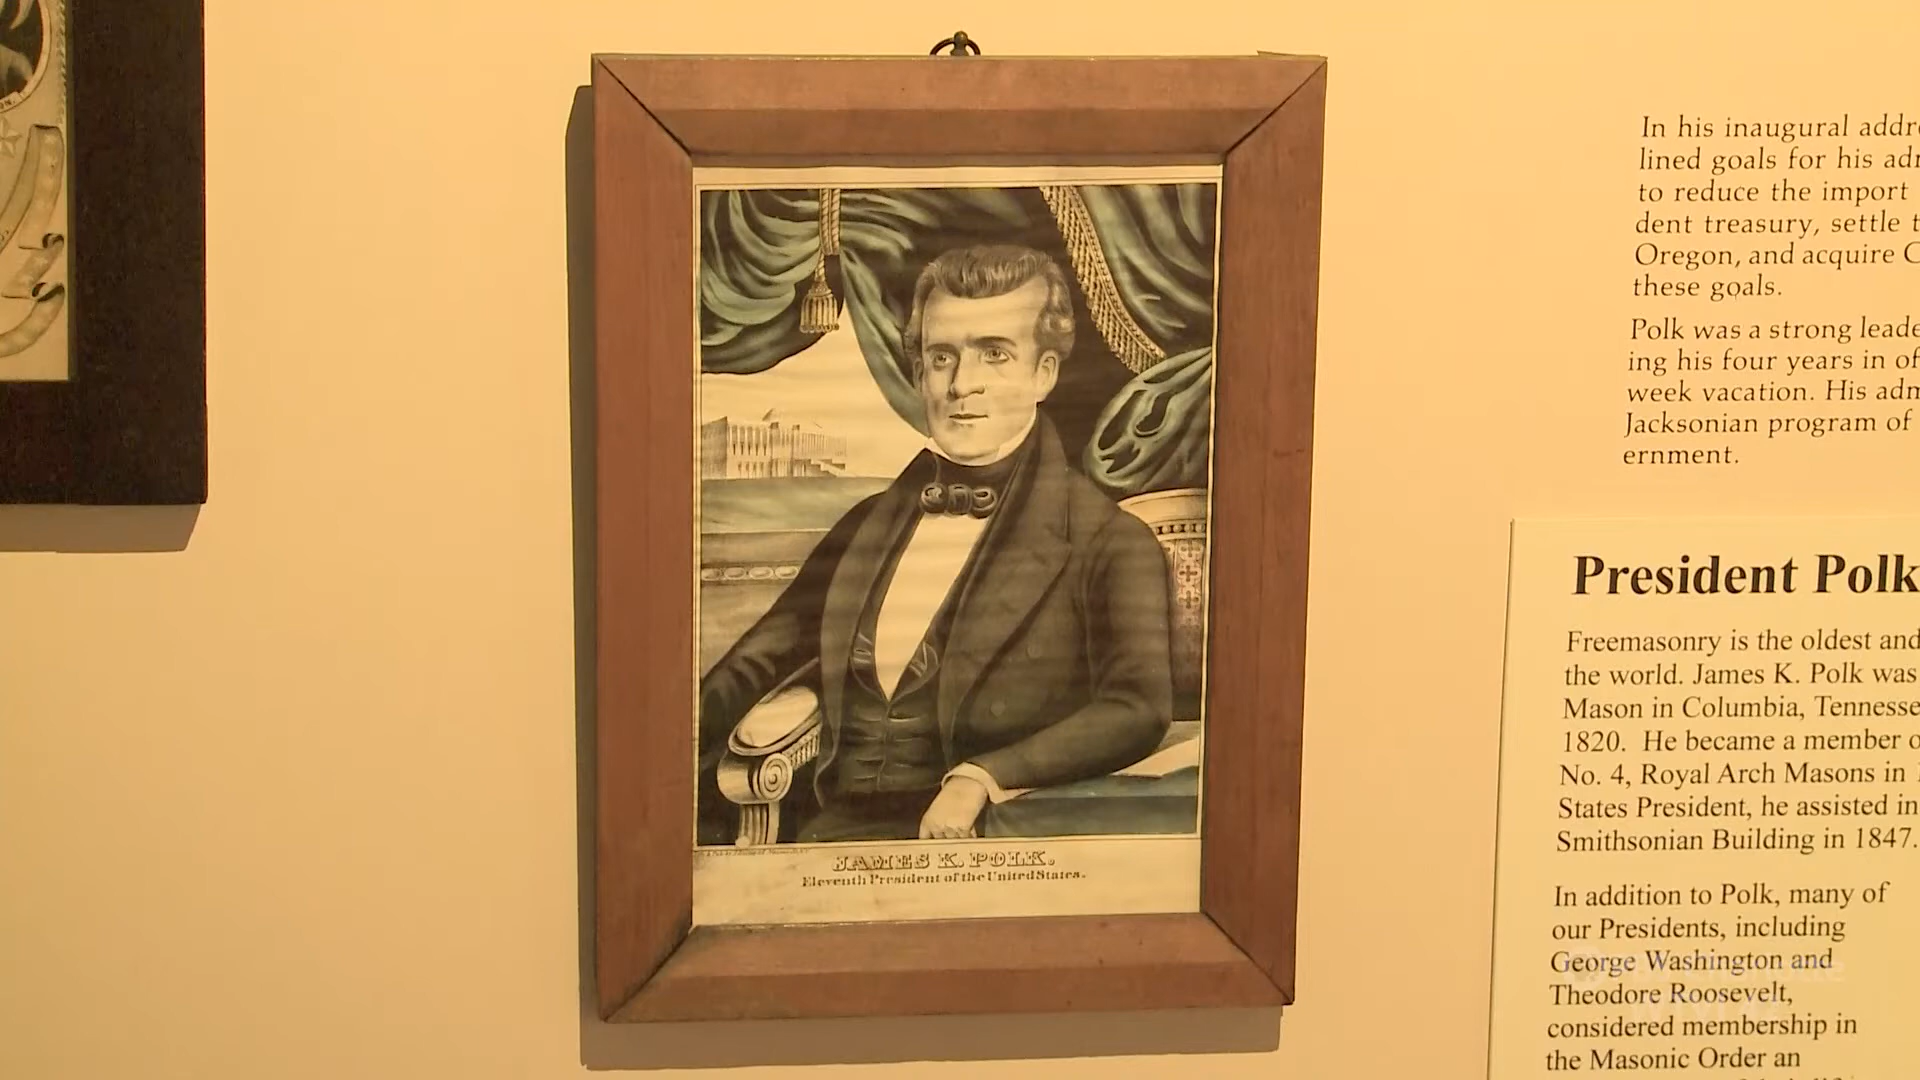 In his inaugural addr
lined goals for his adr
to reduce the import
dent treasury, settle t
Oregon, and acquire C
these goals.
Polk was a strong leade
ing his four years in of
week vacation. His adm
Jacksonian program of
ernment.
President Polk
Freemasonry is the oldest and
the world. James K. Polk was
Mason in Columbia, Tennesse
1820. He became a member o
No. 4, Royal Arch Masons in
States President, he assisted in
Smithsonian Building in 1847.
In addition to Polk, many of
our Presidents, including
George Washington and
Theodore Roosevelt,
considered membership in
the Masonic Order an
JAMES K. POLK.
Eleventh President of the United States.